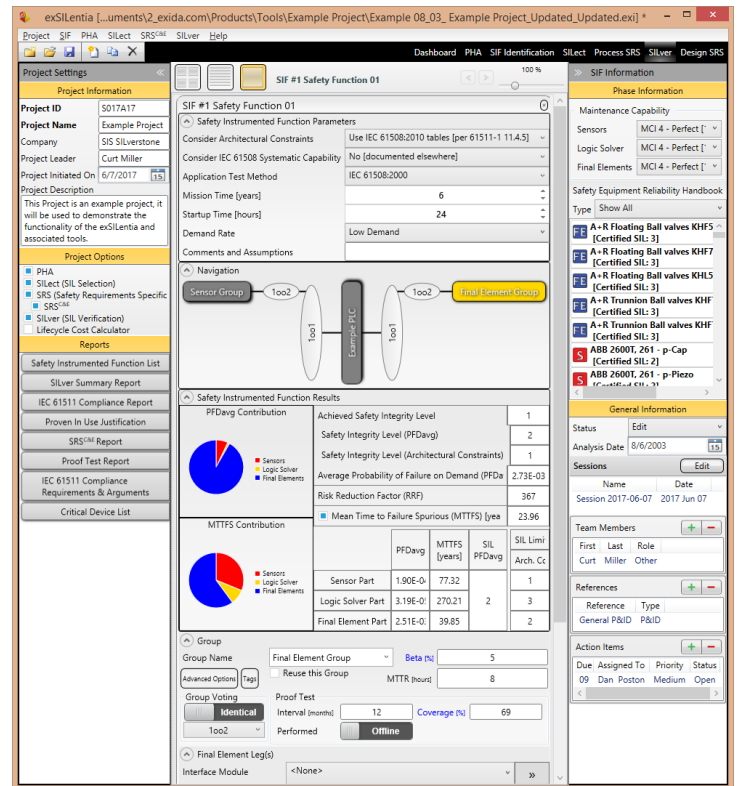 exSILentia [...uments\2_exida.com\Products\Tools\Example Project\Example 08_03_ Example Project_Updated_Updated.exi] *
Project SIF PHA SILect SRSC&E SILver Help
Dashboard PHA SIF Identification SILect Process SRS SILver Design SRS
Project Settings
Project Information
Project ID S017A17
Project Name Example Project
Company SIS SILverstone
Project Leader Curt Miller
Project Initiated On 6/7/2017 15
Project Description
This Project is an example project, it
will be used to demonstrate the
functionality of the exSILentia and
associated tools.
Project Options
PHA
SILect (SIL Selection)
SRS (Safety Requirements Specific
SRSC&E
SILver (SIL Verification)
Lifecycle Cost Calculator
Reports
Safety Instrumented Function List
SILver Summary Report
IEC 61511 Compliance Report
Proven In Use Justification
SRSC&E Report
Proof Test Report
IEC 61511 Compliance
Requirements & Arguments
Critical Device List
SIF #1 Safety Function 01
100 %
SIF #1 Safety Function 01
Safety Instrumented Function Parameters
Consider Architectural Constraints Use IEC 61508:2010 tables [per 61511-1 11.4.5]
Consider IEC 61508 Systematic Capability No [documented elsewhere]
Application Test Method IEC 61508:2000
Mission Time [years] 6
Startup Time [hours] 24
Demand Rate Low Demand
Comments and Assumptions
Navigation
Sensor Group 1oo2 1oo1 Example PLC 1oo1 1oo2 Final Element Group
Safety Instrumented Function Results
PFDavg Contribution
Sensors
Logic Solver
Final Elements
Achieved Safety Integrity Level 1
Safety Integrity Level (PFDavg) 2
Safety Integrity Level (Architectural Constraints) 1
Average Probability of Failure on Demand (PFDa 2.73E-03
Risk Reduction Factor (RRF) 367
Mean Time to Failure Spurious (MTTFS) [yea 23.96
MTTFS Contribution
Sensors
Logic Solver
Final Elements
PFDavg MTTFS [years] SIL PFDavg SIL Limi Arch. Cc
Sensor Part 1.90E-0 77.32 1
Logic Solver Part 3.19E-0 270.21 2 3
Final Element Part 2.51E-0 39.85 2
Group
Group Name Final Element Group Beta [%] 5
Advanced Options Tags Reuse this Group MTTR [hours] 8
Group Voting Proof Test
Identical Interval [months] 12 Coverage [%] 69
1oo2 Performed Offline
Final Element Leg(s)
Interface Module <None> »
SIF Information
Phase Information
Maintenance Capability
Sensors MCI 4 - Perfect [
Logic Solver MCI 4 - Perfect [
Final Elements MCI 4 - Perfect [
Safety Equipment Reliability Handbook
Type Show All
FE A+R Floating Ball valves KHF5
[Certified SIL: 3]
FE A+R Floating Ball valves KHF7
[Certified SIL: 3]
FE A+R Floating Ball valves KHL5
[Certified SIL: 3]
FE A+R Trunnion Ball valves KHF
[Certified SIL: 3]
FE A+R Trunnion Ball valves KHF
[Certified SIL: 3]
S ABB 2600T, 261 - p-Cap
[Certified SIL: 2]
S ABB 2600T, 261 - p-Piezo
General Information
Status Edit
Analysis Date 8/6/2003 15
Sessions Edit
Name Date
Session 2017-06-07 2017 Jun 07
Team Members + −
First Last Role
Curt Miller Other
References + −
Reference Type
General P&ID P&ID
Action Items + −
Due Assigned To Priority Status
09 Dan Poston Medium Open